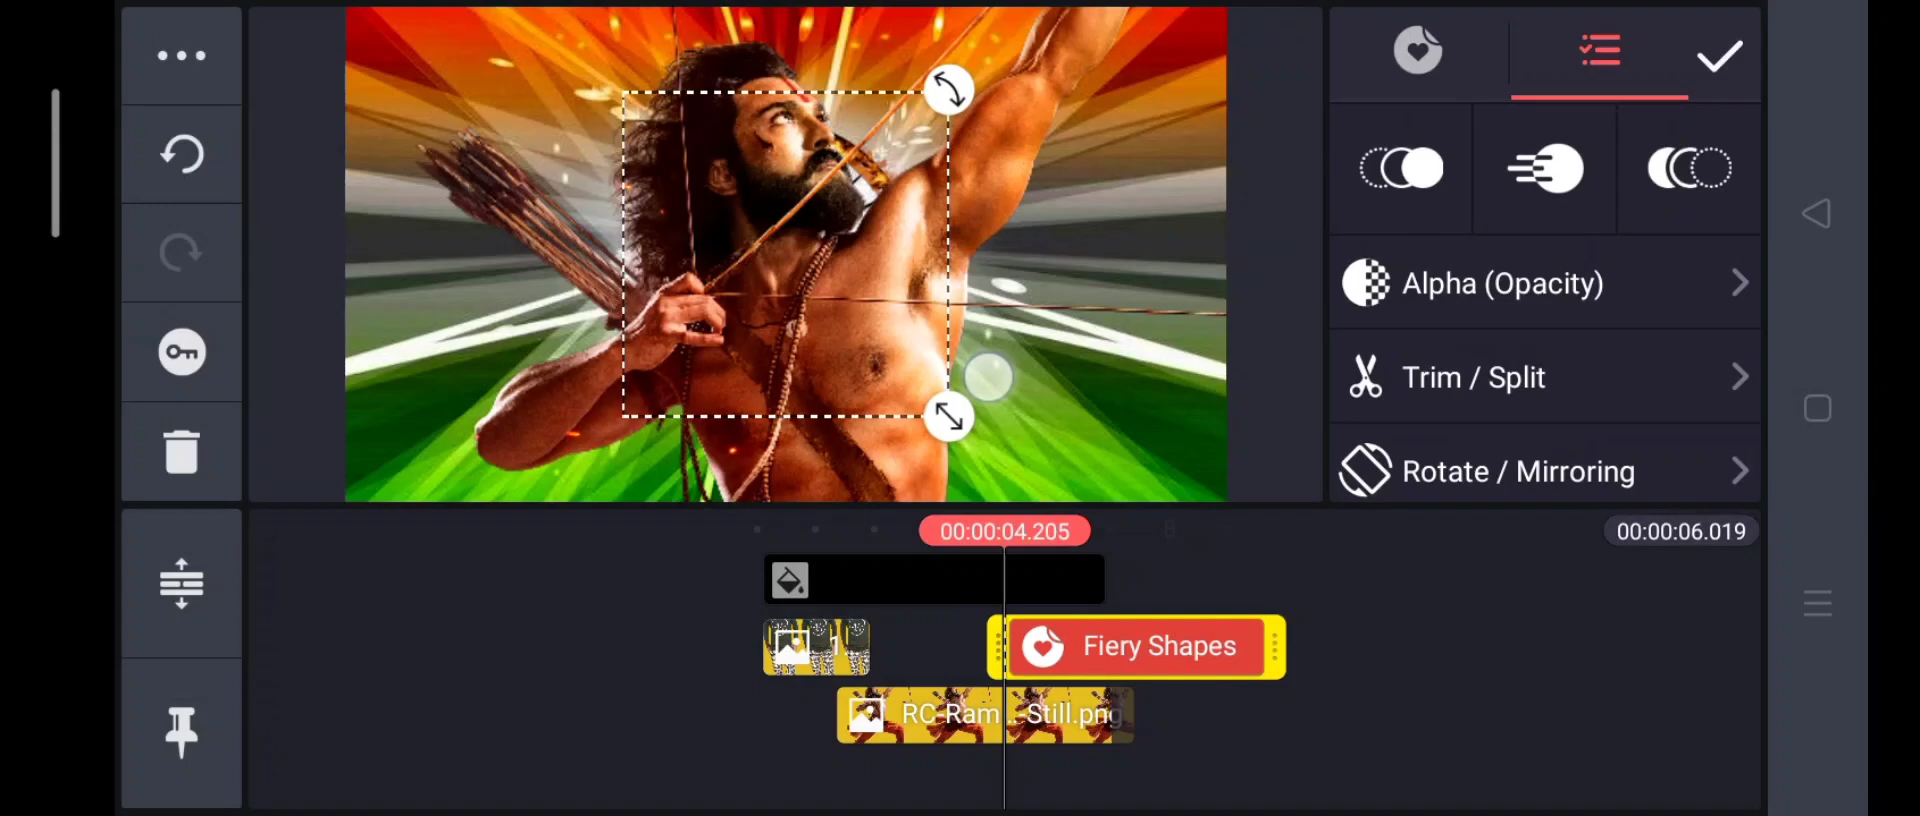 Alpha (Opacity)
Trim / Split
Rotate / Mirroring
00:00:04.205
00:00:06.019
Fiery Shapes
RC-Ram...-Still.png